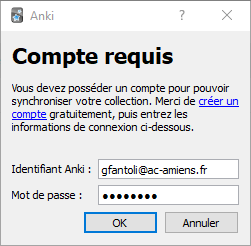 Anki
Compte requis
Vous devez posséder un compte pour pouvoir
synchroniser votre collection. Merci de créer un
compte gratuitement, puis entrez les
informations de connexion ci-dessous.
Identifiant Anki : gfantoli@ac-amiens.fr
Mot de passe : ●●●●●●●●
OK Annuler